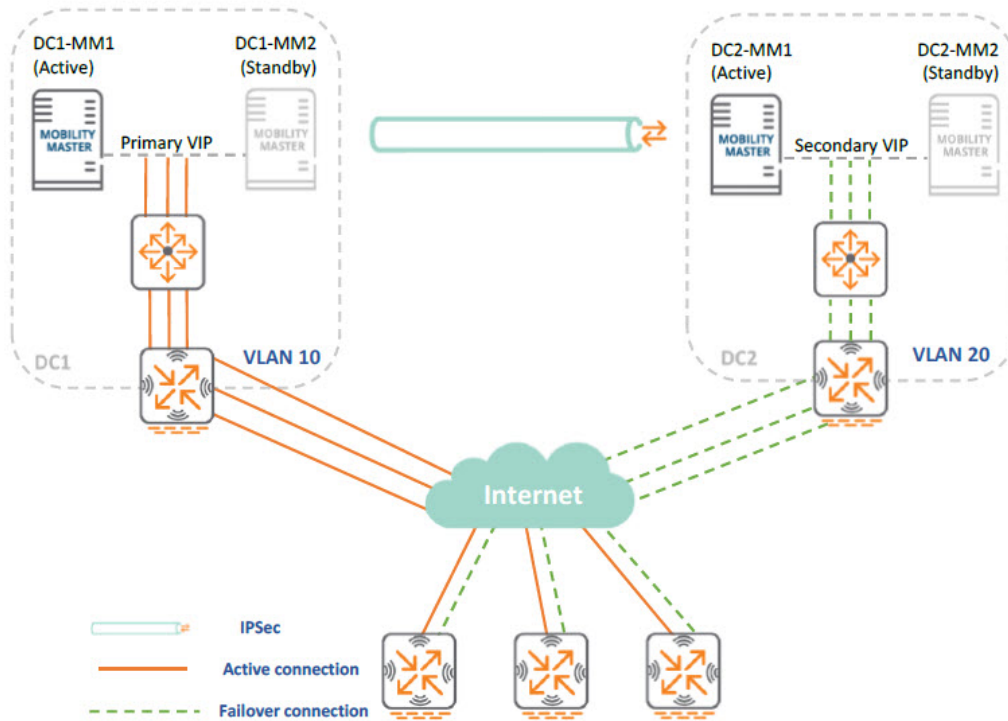 DC1-MM1
(Active)
DC1-MM2
(Standby)
MOBILITY
MASTER
Primary VIP
MOBILITY
MASTER
DC1
VLAN 10
DC2-MM1
(Active)
DC2-MM2
(Standby)
MOBILITY
MASTER
Secondary VIP
MOBILITY
MASTER
DC2
VLAN 20
Internet
IPSec
Active connection
Failover connection